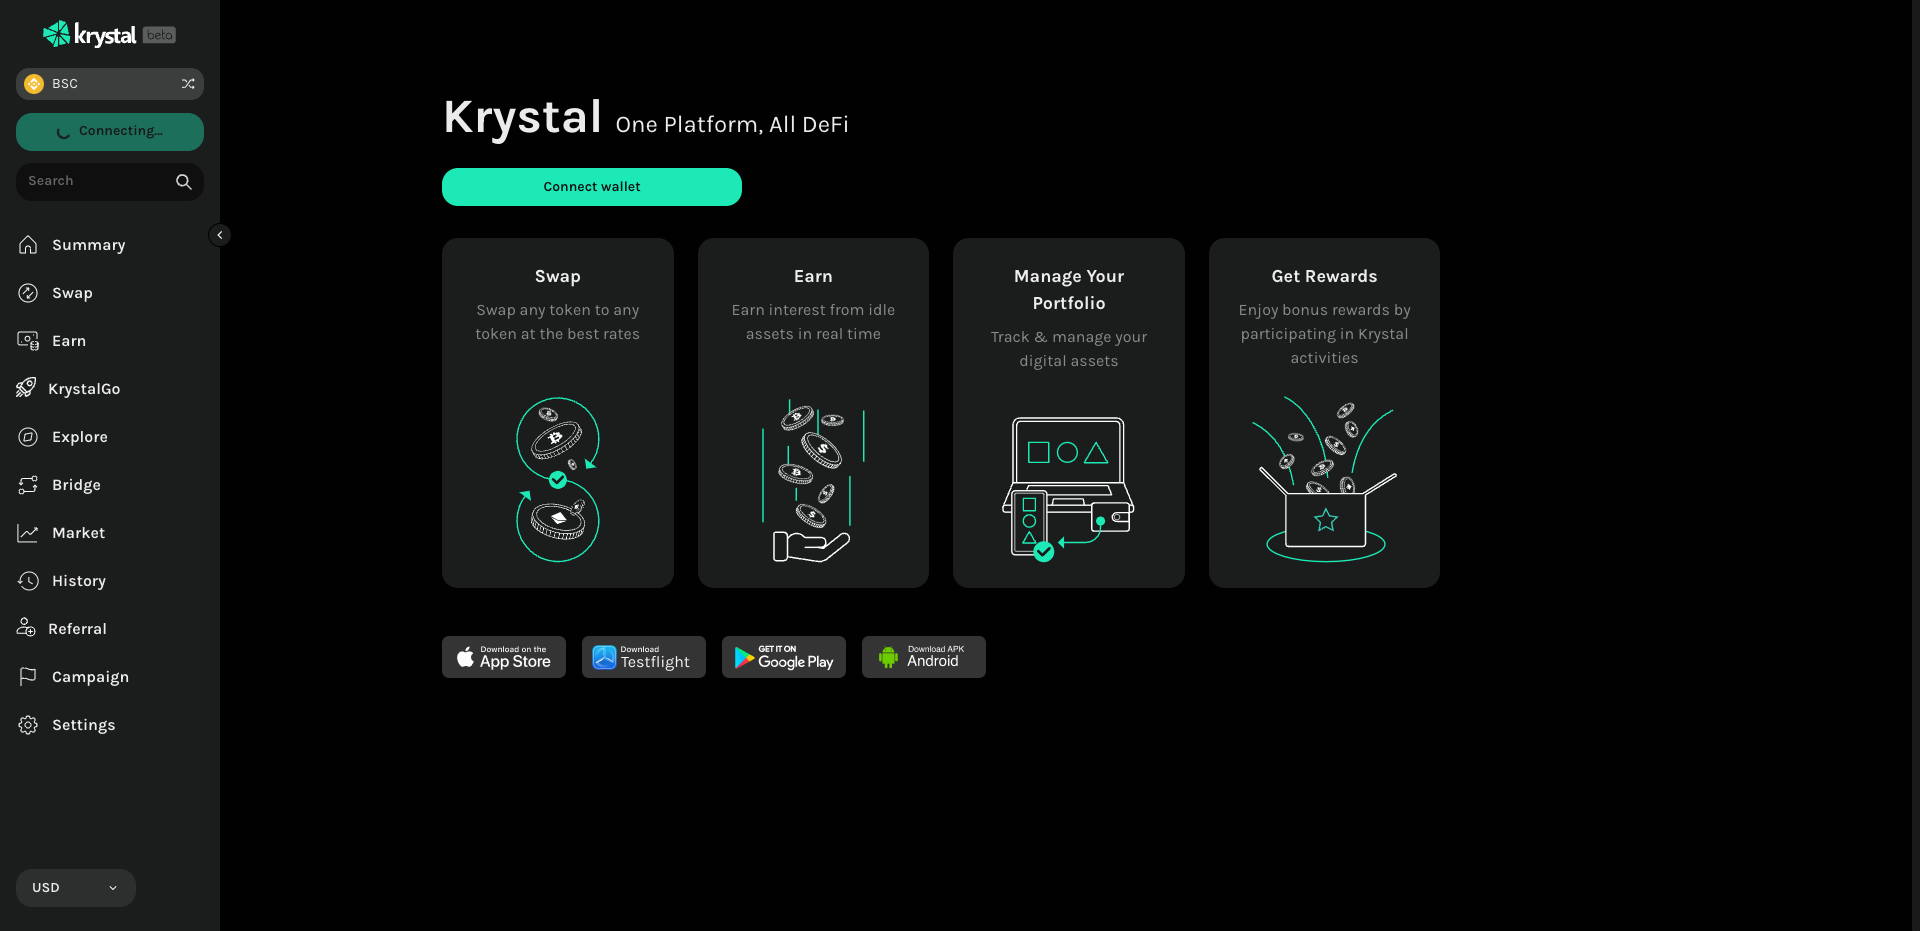 krystal beta
BSC
Connecting...
Search
Summary
Swap
Earn
KrystalGo
Explore
Bridge
Market
History
Referral
Campaign
Settings
USD
Krystal One Platform, All DeFi
Connect wallet
Swap
Swap any token to any
token at the best rates
Earn
Earn interest from idle
assets in real time
Manage Your
Portfolio
Track & manage your
digital assets
Get Rewards
Enjoy bonus rewards by
participating in Krystal
activities
Download on the
App Store
Download
Testflight
GET IT ON
Google Play
Download APK
Android